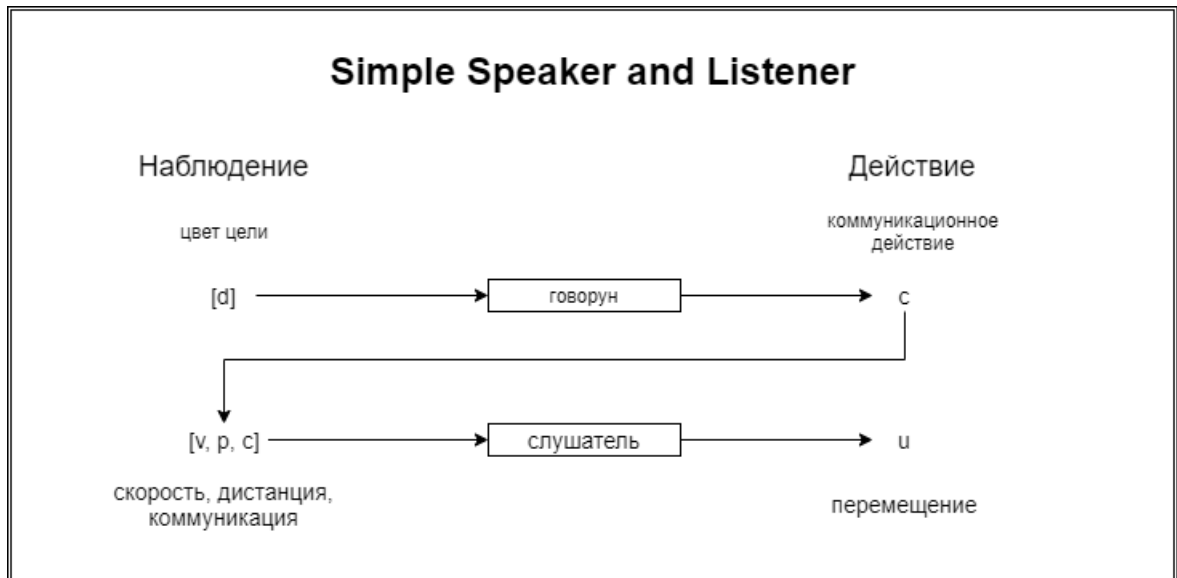 Simple Speaker and Listener
Наблюдение
Действие
цвет цели
коммуникационное
действие
[d]
говорун
c
[v, p, c]
слушатель
u
скорость, дистанция,
коммуникация
перемещение